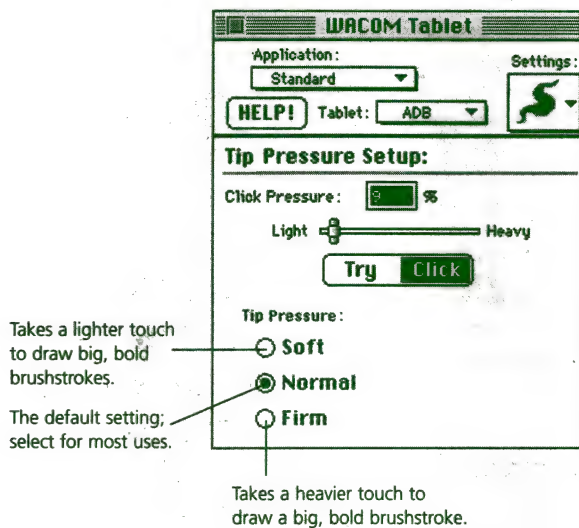 WACOM Tablet
Application:
Standard
Settings:
HELP! Tablet: ADB
Tip Pressure Setup:
Click Pressure: 9 %
Light Heavy
Try Click
Tip Pressure:
Soft
Normal
Firm
Takes a lighter touch
to draw big, bold
brushstrokes.
The default setting;
select for most uses.
Takes a heavier touch to
draw a big, bold brushstroke.